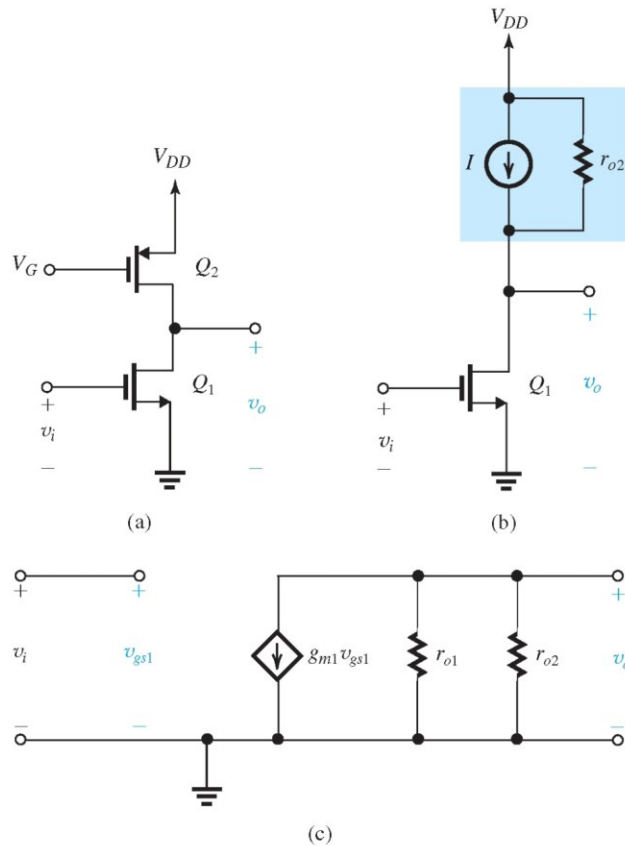 V_DD
V_G
Q_2
Q_1
+
+
v_i
v_o
−
−
(a)
V_DD
I
r_o2
+
Q_1
+
v_o
v_i
−
−
(b)
+
+
+
v_i
v_gs1
g_m1 v_gs1
r_o1
r_o2
−
−
−
(c)